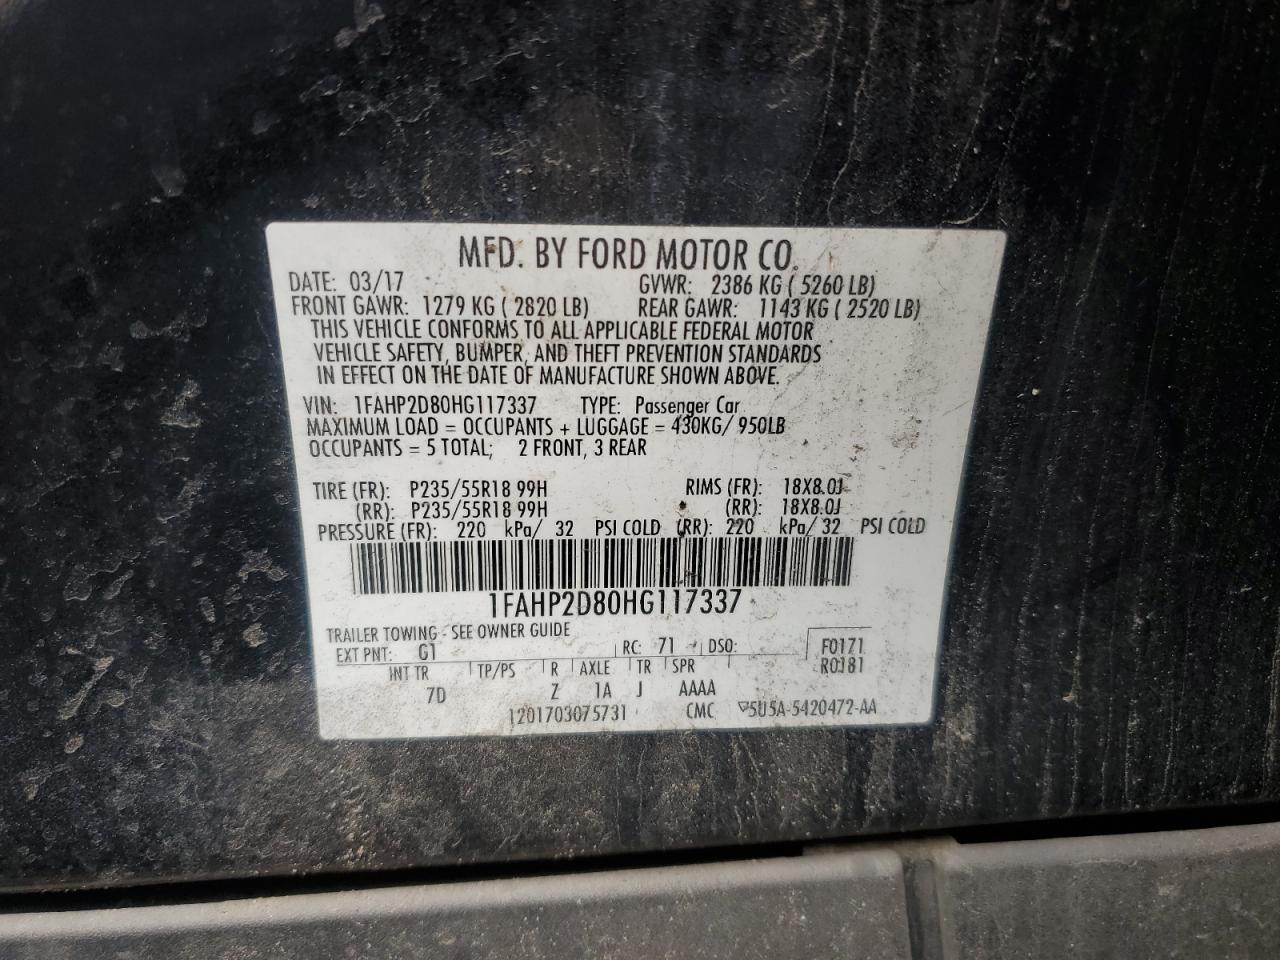 MFD. BY FORD MOTOR CO.
DATE: 03/17 GVWR: 2386 KG ( 5260 LB)
FRONT GAWR: 1279 KG ( 2820 LB) REAR GAWR: 1143 KG ( 2520 LB)
THIS VEHICLE CONFORMS TO ALL APPLICABLE FEDERAL MOTOR
VEHICLE SAFETY, BUMPER, AND THEFT PREVENTION STANDARDS
IN EFFECT ON THE DATE OF MANUFACTURE SHOWN ABOVE.
VIN: 1FAHP2D80HG117337 TYPE: Passenger Car
MAXIMUM LOAD = OCCUPANTS + LUGGAGE = 430KG/ 950LB
OCCUPANTS = 5 TOTAL; 2 FRONT, 3 REAR
TIRE (FR): P235/55R18 99H RIMS (FR): 18X8.0J
(RR): P235/55R18 99H (RR): 18X8.0J
PRESSURE (FR): 220 kPa/ 32 PSI COLD (RR): 220 kPa/ 32 PSI COLD
1FAHP2D80HG117337
TRAILER TOWING - SEE OWNER GUIDE
EXT PNT: G1 RC: 71 DSO: F0171
R0181
INT TR TP/PS R AXLE TR SPR
7D Z 1A J AAAA
1201703075731 CMC ▽5U5A-5420472-AA